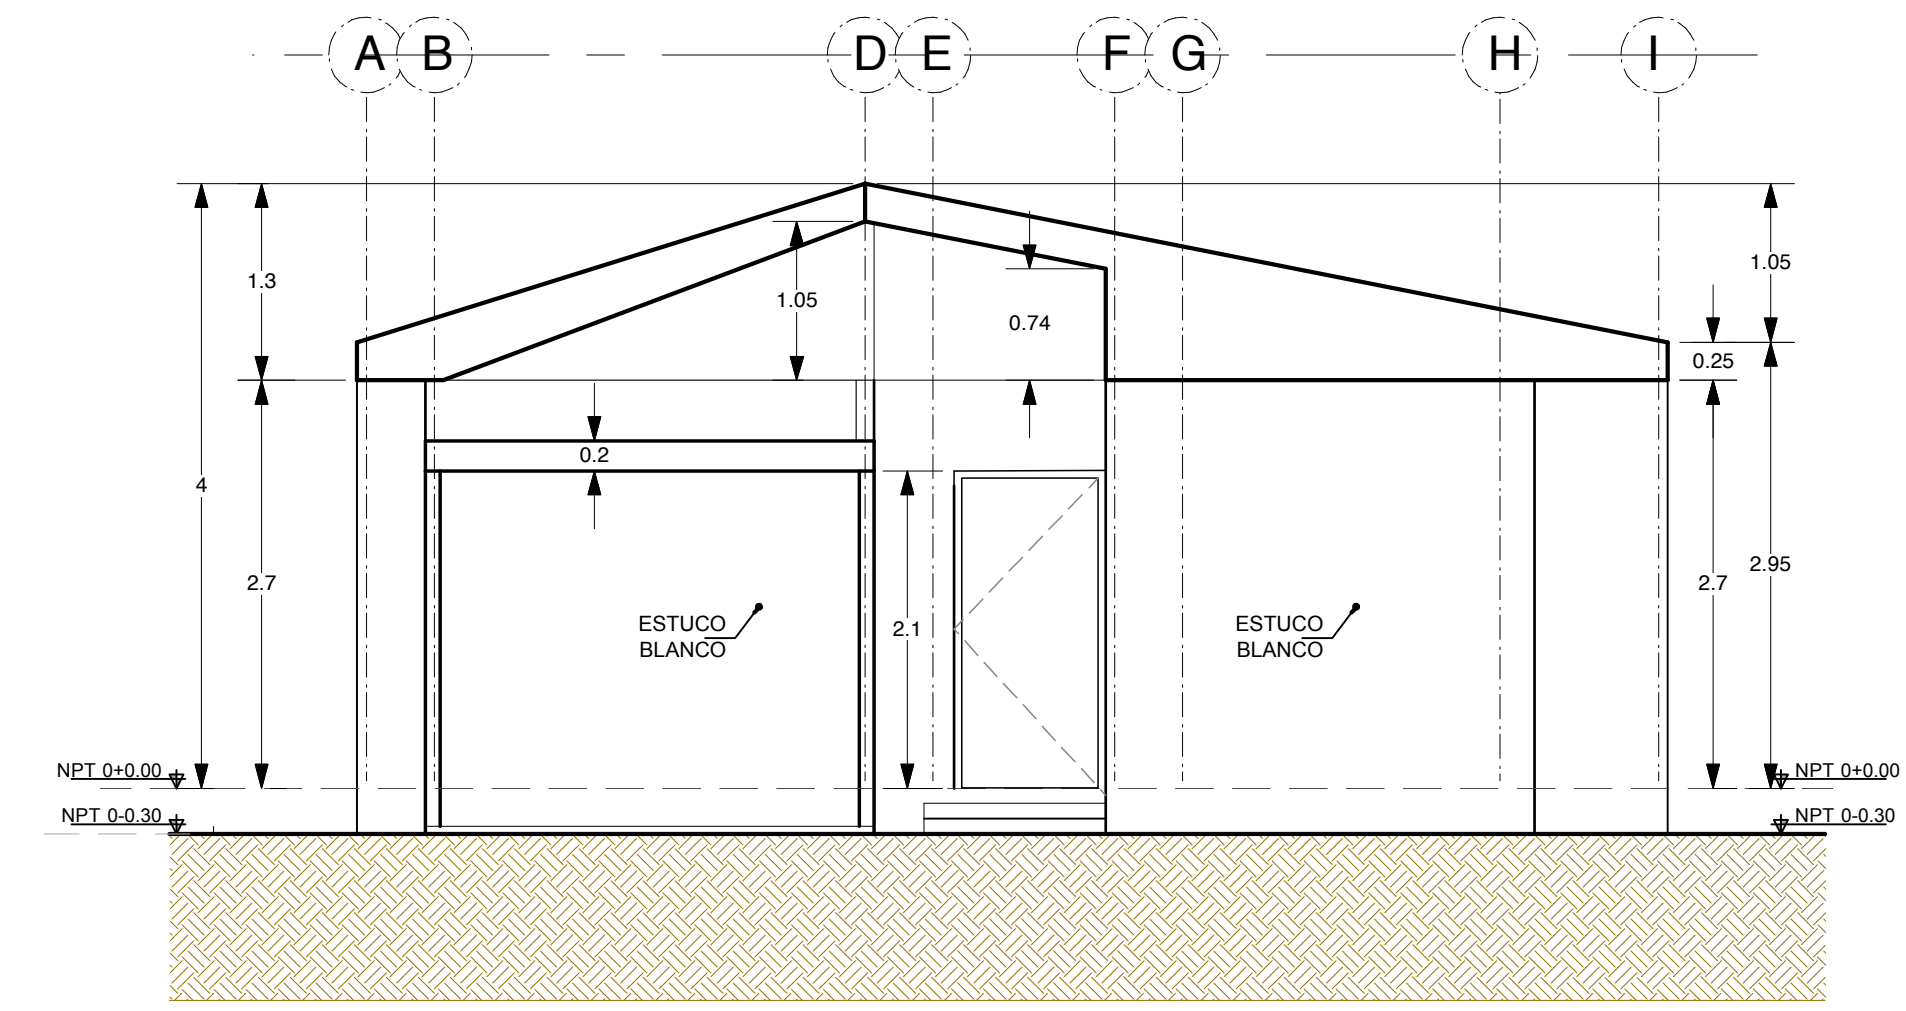 A B D E F G H I
1.3
1.05
1.05
0.74
0.25
0.2
4
2.7
2.95
2.7
ESTUCO
BLANCO
2.1
ESTUCO
BLANCO
NPT 0+0.00
NPT 0+0.00
NPT 0-0.30
NPT 0-0.30